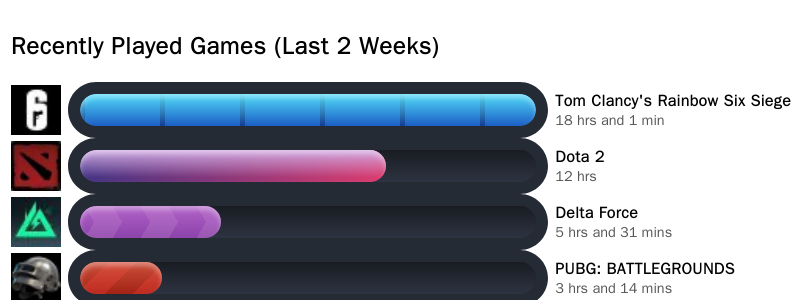 Recently Played Games (Last 2 Weeks)
Tom Clancy's Rainbow Six Siege
18 hrs and 1 min
Dota 2
12 hrs
Delta Force
5 hrs and 31 mins
PUBG: BATTLEGROUNDS
3 hrs and 14 mins